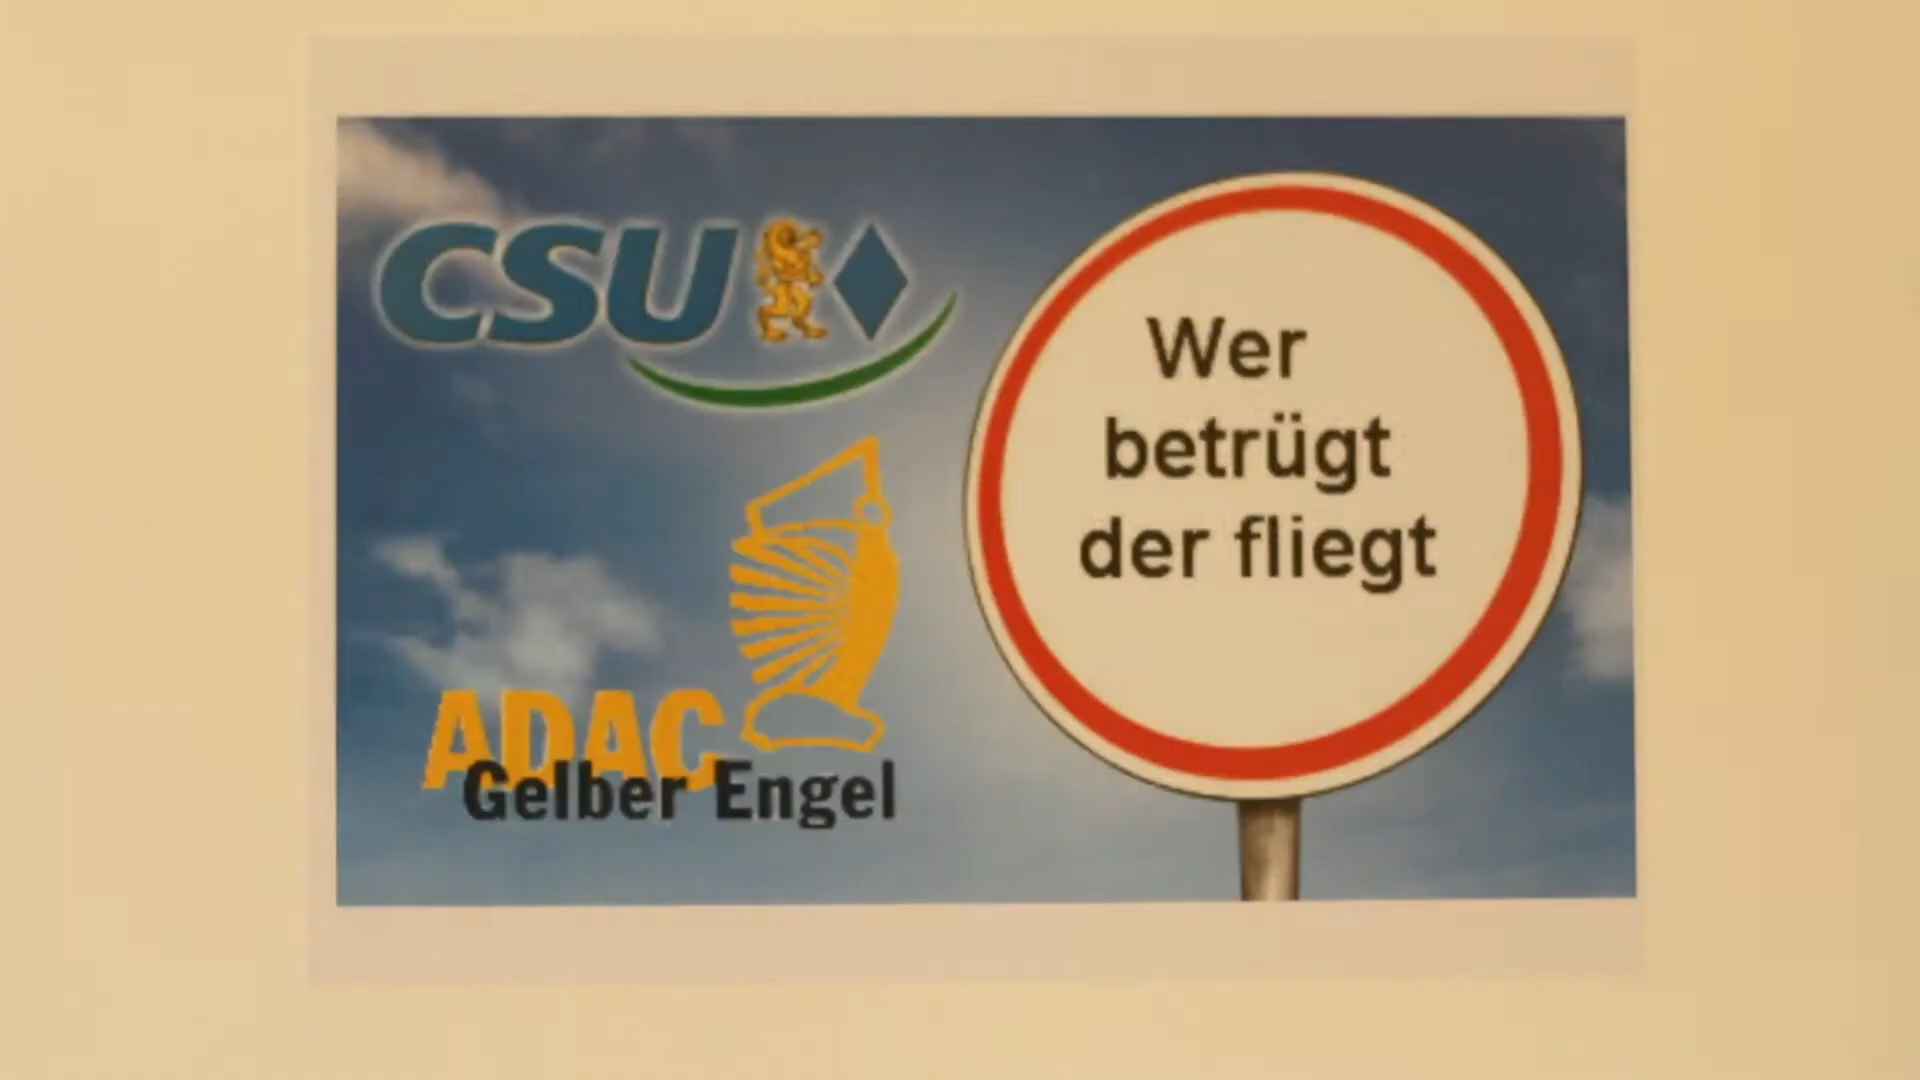 CSU
ADAC
Gelber Engel
Wer
betrügt
der fliegt